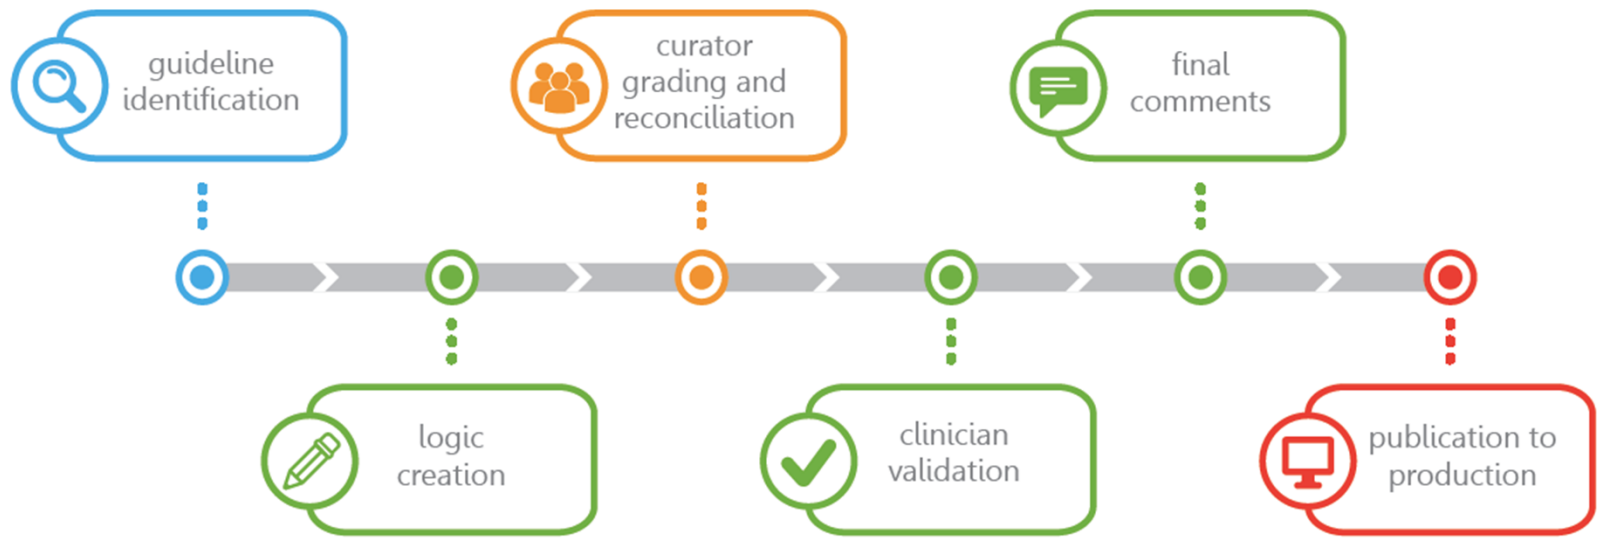 guideline
identification
logic
creation
curator
grading and
reconciliation
clinician
validation
final
comments
publication to
production